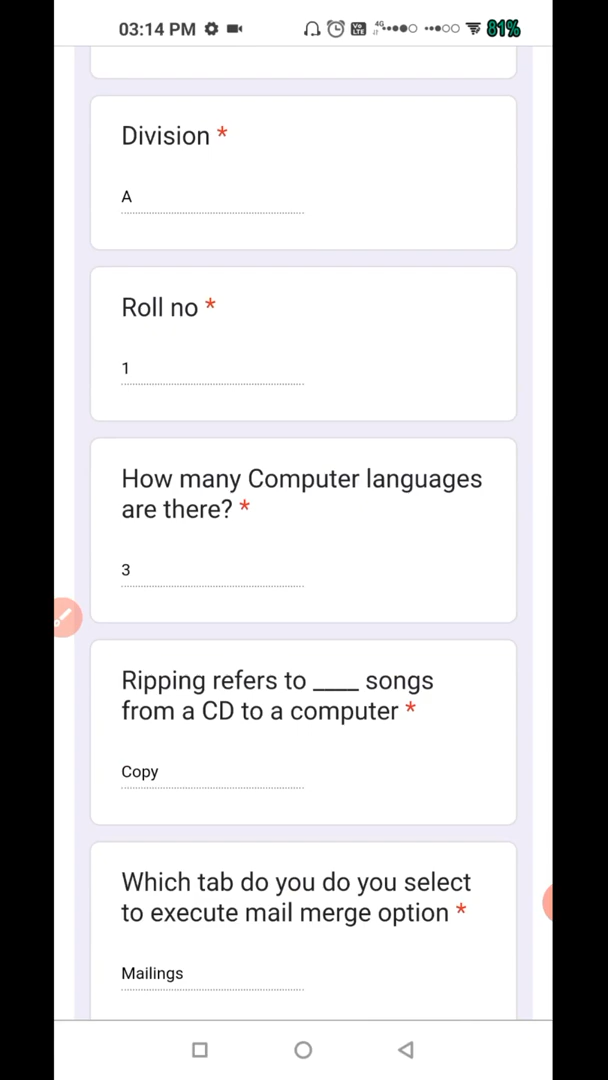 03:14 PM 4G VoLTE 81%
Division *
A
Roll no *
1
How many Computer languages
are there? *
3
Ripping refers to ____ songs
from a CD to a computer *
Copy
Which tab do you do you select
to execute mail merge option *
Mailings